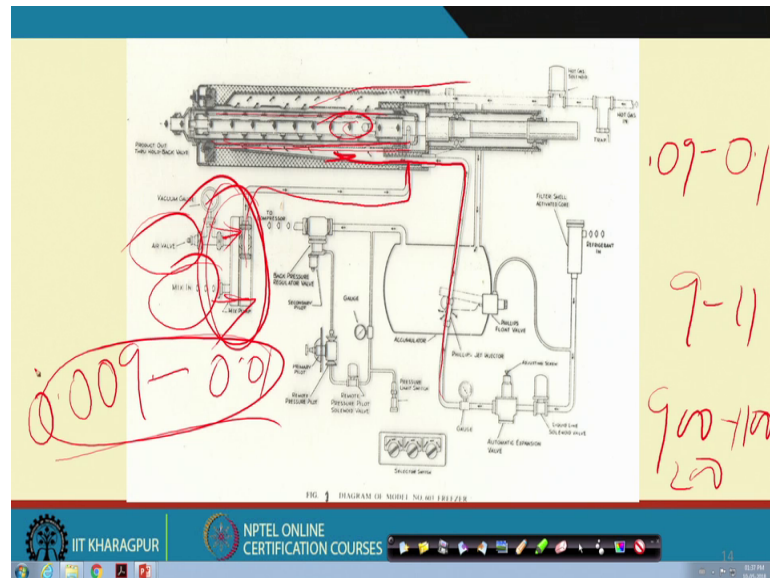 HOT GAS
SOLENOID
HOT GAS
IN
TRAP
PRODUCT OUT
THRU HOLD-BACK VALVE
VACUUM GAUGE
TO
COMPRESSOR
AIR VALVE
MIX IN
MIX PUMP
BACK PRESSURE
REGULATOR VALVE
SECONDARY
PILOT
GAUGE
PRIMARY
PILOT
REMOTE
PRESSURE PILOT
REMOTE
PRESSURE PILOT
SOLENOID VALVE
PRESSURE LIMIT SWITCH
SELECTOR SWITCH
ACCUMULATOR
PHILLIPS
FLOAT VALVE
PHILLIPS JET INJECTOR
FILTER SHELL
ACTIVATED CORE
REFRIGERANT
IN
ADJUSTING SCREW
GAUGE
AUTOMATIC EXPANSION
VALVE
LIQUID LINE
SOLENOID VALVE
FIG. 9 DIAGRAM OF MODEL NO. 607 FREEZER
.09-0.1
9-11
900-1100
200
0.009-0.01
IIT KHARAGPUR
NPTEL ONLINE
CERTIFICATION COURSES
14